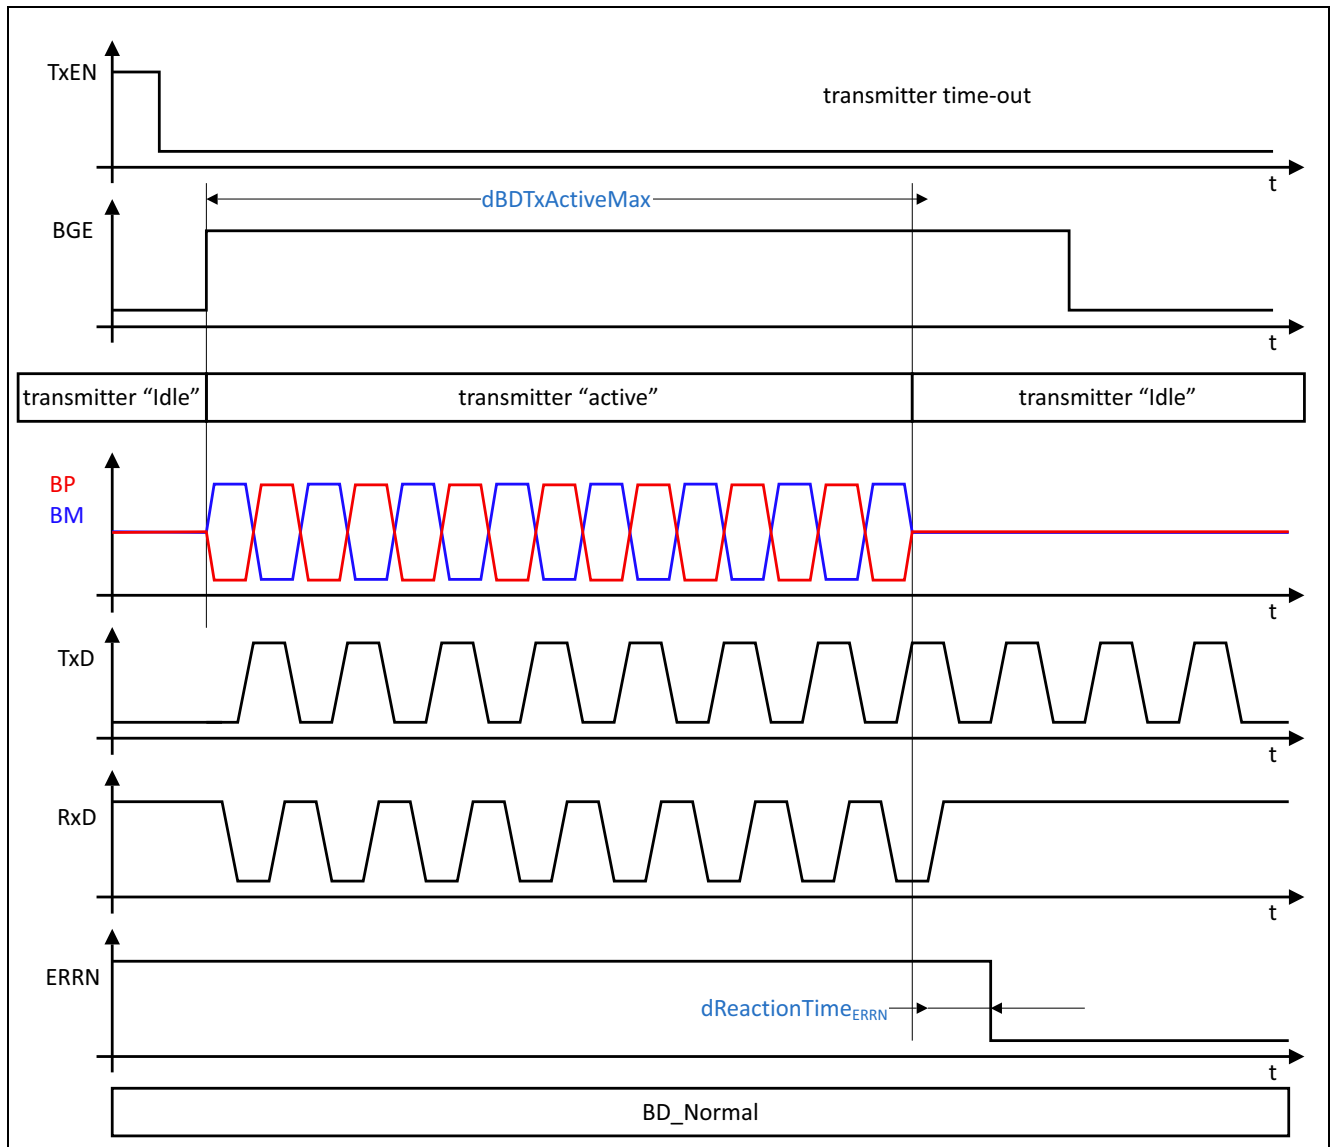 TxEN
transmitter time-out
t
dBDTxActiveMax
BGE
t
transmitter “Idle”
transmitter “active”
transmitter “Idle”
BP
BM
t
TxD
t
RxD
t
ERRN
dReactionTimeERRN
t
BD_Normal